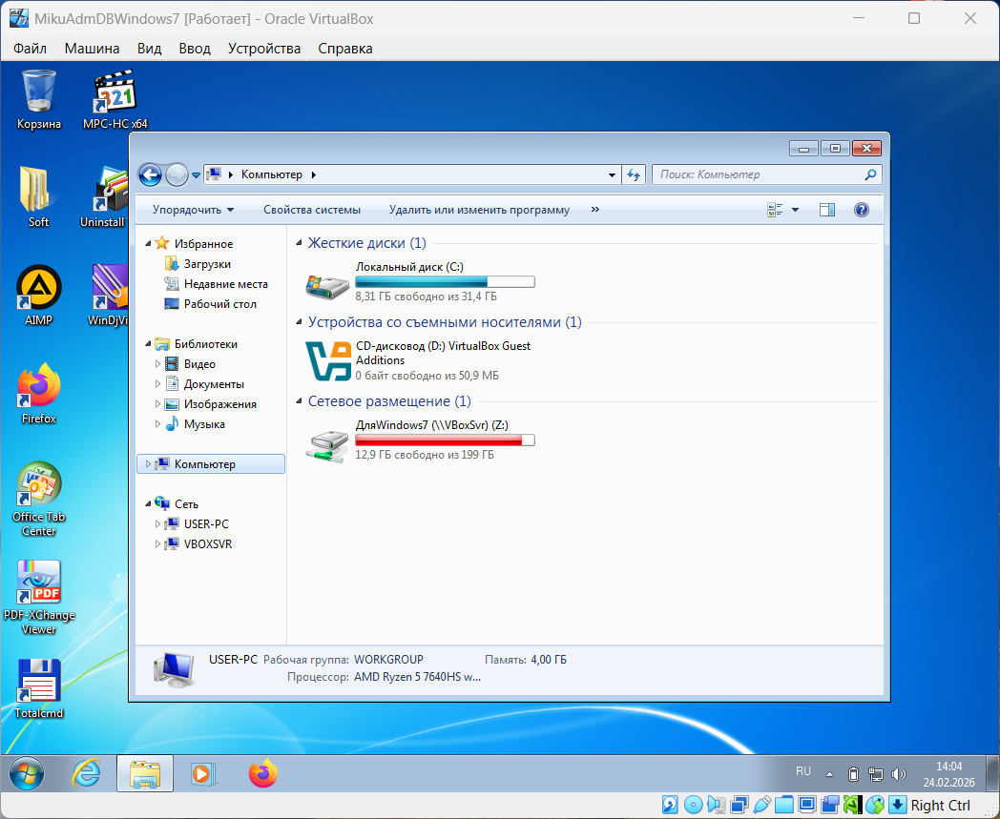 MikuAdmDBWindows7 [Работает] - Oracle VirtualBox
Файл Машина Вид Ввод Устройства Справка
Корзина
MPC-HC x64
Soft
Uninstall
AIMP
WinDjVi
Firefox
Office Tab
Center
PDF-XChange
Viewer
Totalcmd
Компьютер
Поиск: Компьютер
Упорядочить Свойства системы Удалить или изменить программу »
Избранное
Загрузки
Недавние места
Рабочий стол
Библиотеки
Видео
Документы
Изображения
Музыка
Компьютер
Сеть
USER-PC
VBOXSVR
Жесткие диски (1)
Локальный диск (C:)
8,31 ГБ свободно из 31,4 ГБ
Устройства со съемными носителями (1)
CD-дисковод (D:) VirtualBox Guest
Additions
0 байт свободно из 50,9 МБ
Сетевое размещение (1)
ДляWindows7 (\\VBoxSvr) (Z:)
12,9 ГБ свободно из 199 ГБ
USER-PC Рабочая группа: WORKGROUP Память: 4,00 ГБ
Процессор: AMD Ryzen 5 7640HS w...
RU
14:04
24.02.2026
Right Ctrl